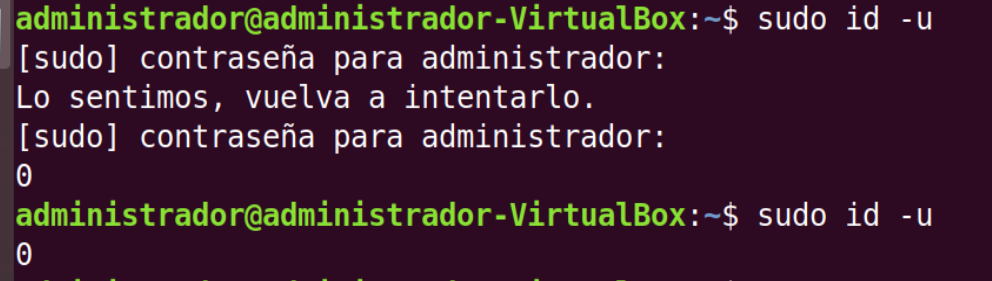 administrador@administrador-VirtualBox:~$ sudo id -u
[sudo] contraseña para administrador:
Lo sentimos, vuelva a intentarlo.
[sudo] contraseña para administrador:
0
administrador@administrador-VirtualBox:~$ sudo id -u
0